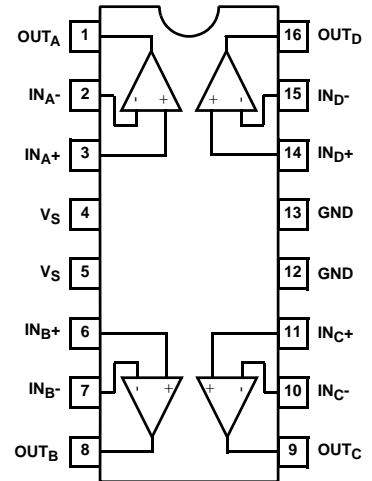 OUTA 1 16 OUTD
INA- 2 - + + - 15 IND-
INA+ 3 14 IND+
VS 4 13 GND
VS 5 12 GND
INB+ 6 11 INC+
INB- 7 - + + - 10 INC-
OUTB 8 9 OUTC